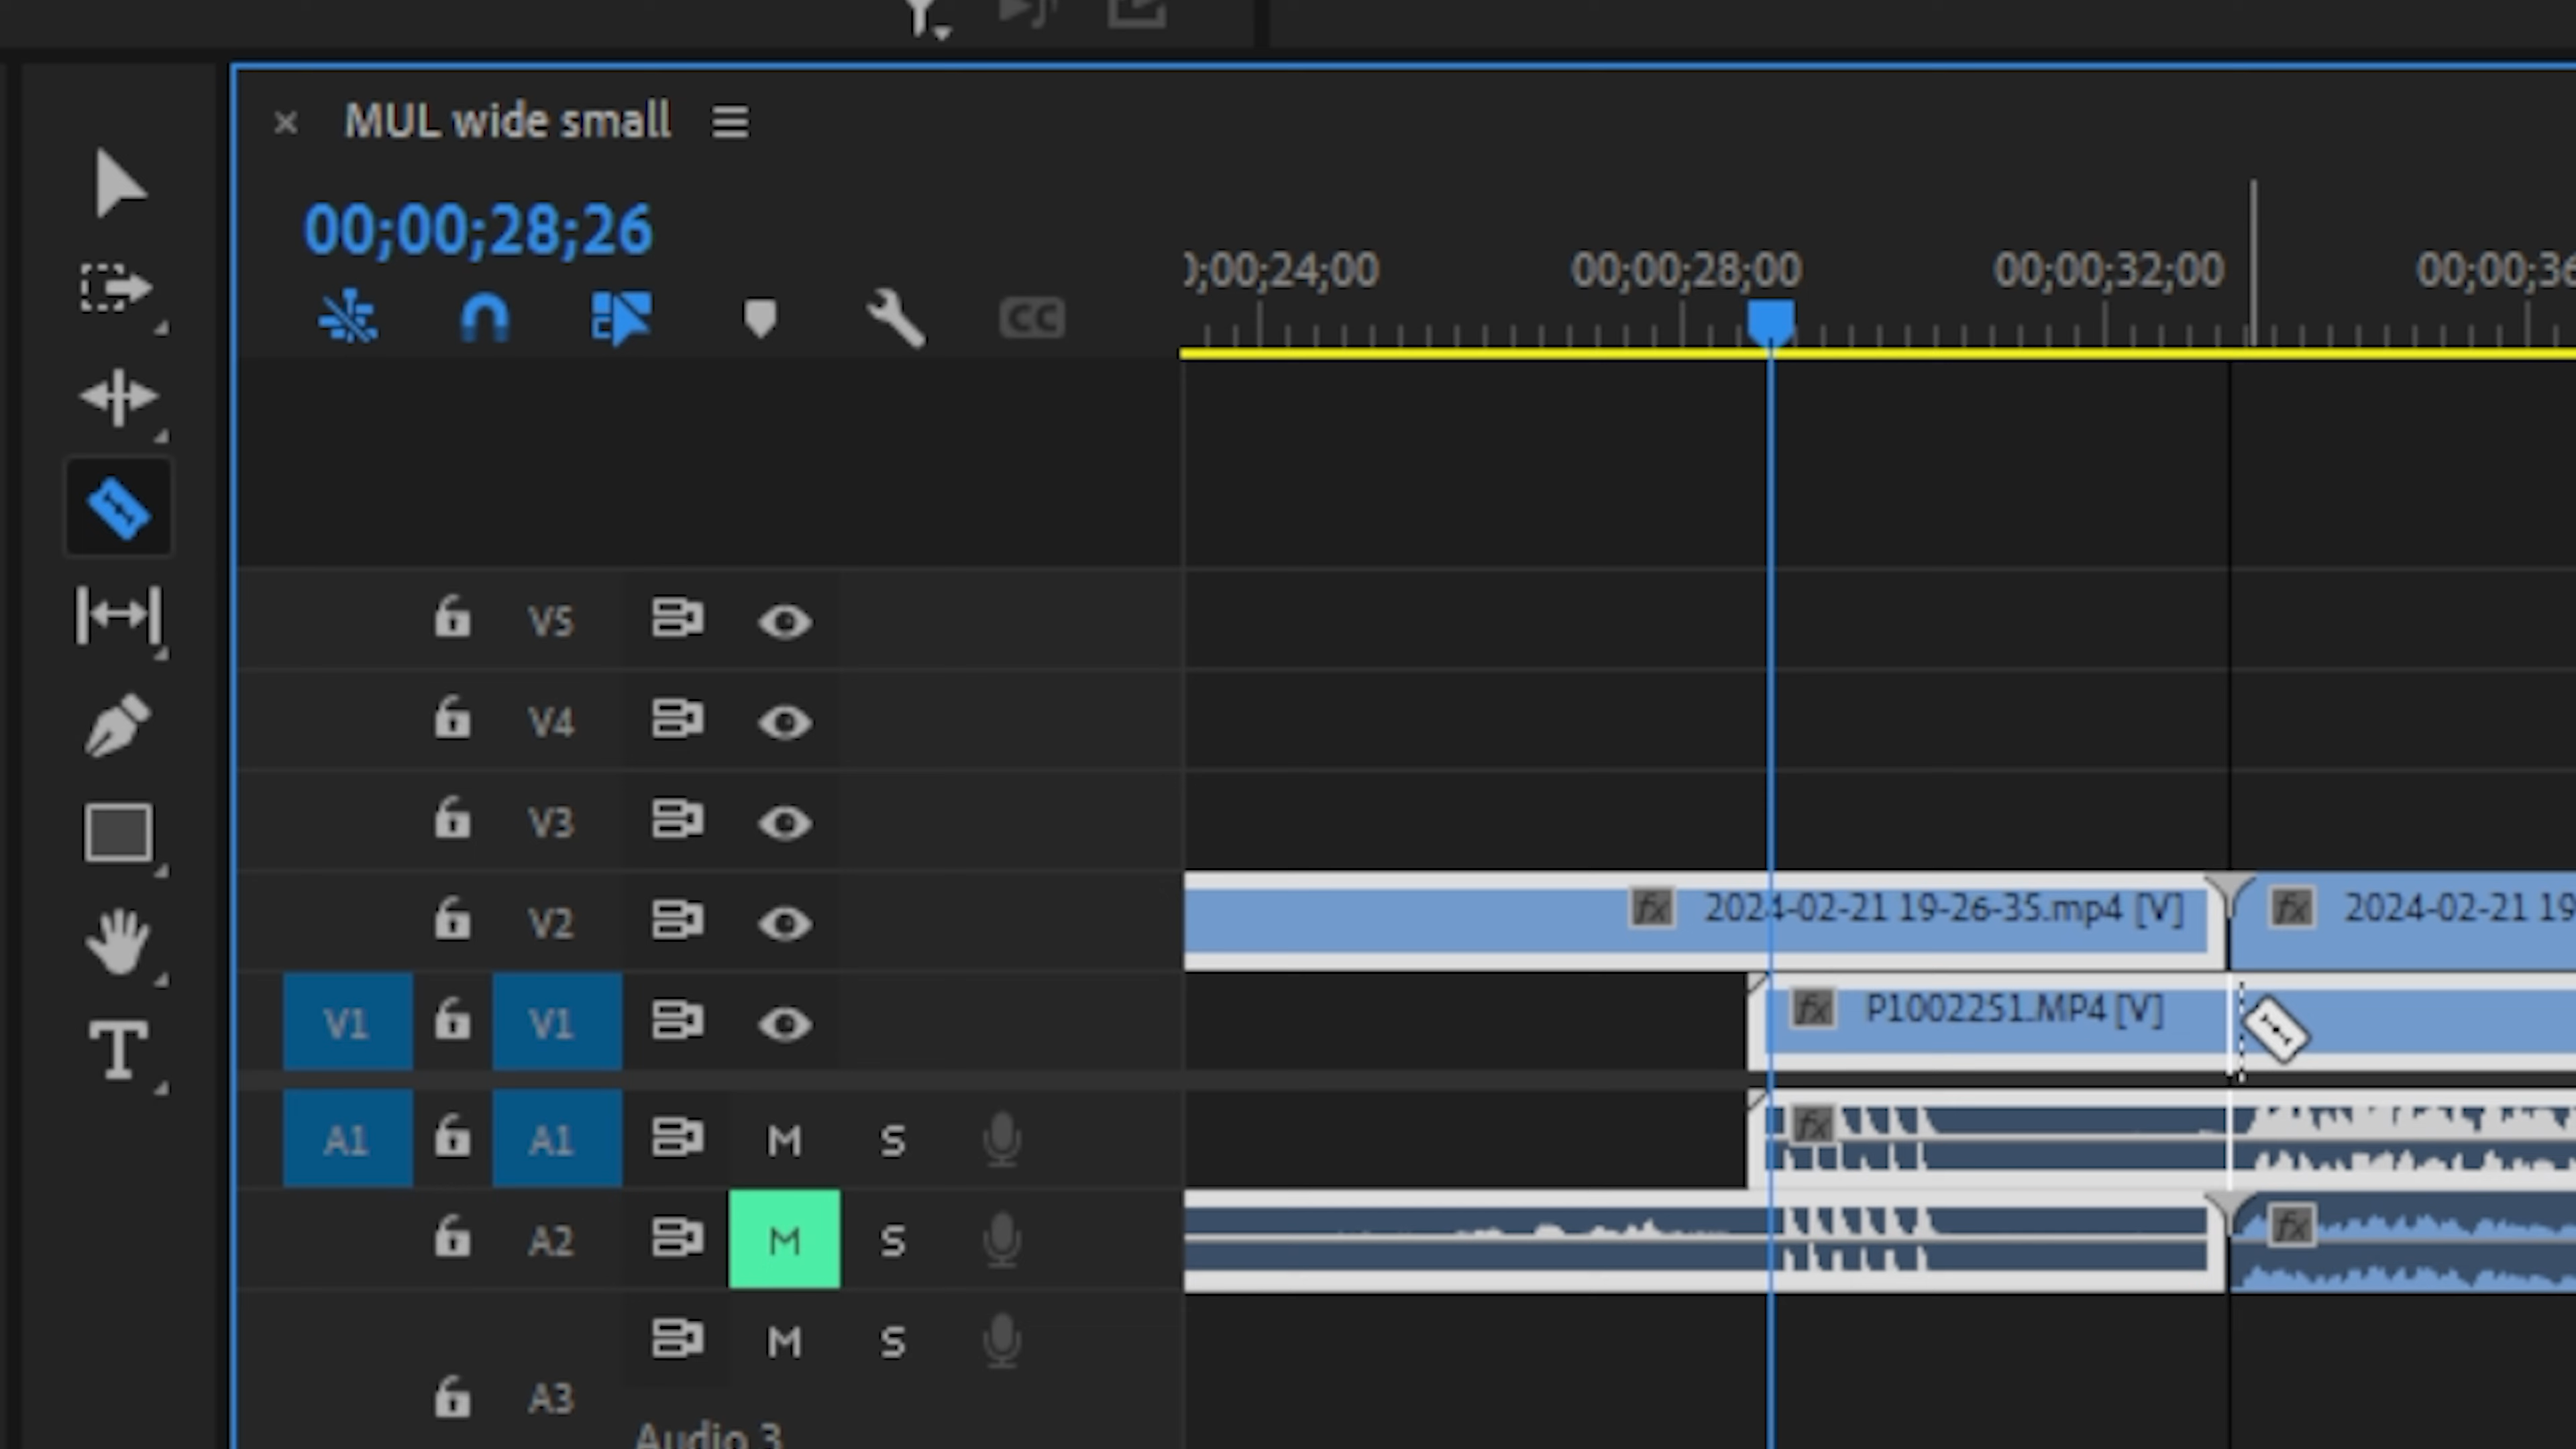 MUL wide small
00;00;28;26
;00;24;00 00;00;28;00 00;00;32;00 00;00;36
CC
V5
V4
V3
V2 fx 2024-02-21 19-26-35.mp4 [V] fx 2024-02-21 19
V1 V1 fx P1002251.MP4 [V]
A1 A1 M S fx
A2 M S fx
M S
A3
Audio 3